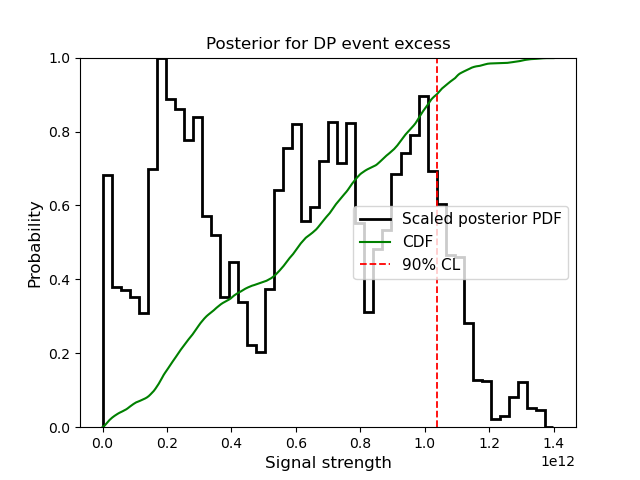 Posterior for DP event excess
1.0
0.8
0.6
0.4
0.2
0.0
Probability
Scaled posterior PDF
CDF
90% CL
0.0 0.2 0.4 0.6 0.8 1.0 1.2 1.4
1e12
Signal strength